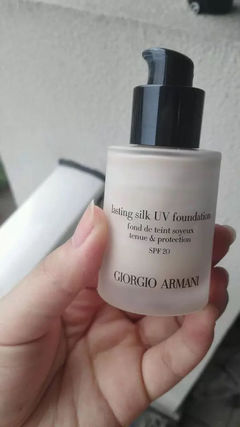 lasting silk UV foundation
fond de teint soyeux
tenue & protection
SPF 20
GIORGIO ARMANI